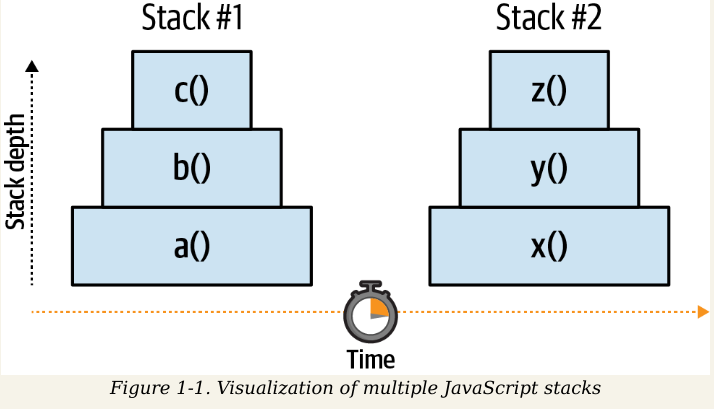 Stack #1
Stack #2
Stack depth
c()
b()
a()
z()
y()
x()
Time
Figure 1-1. Visualization of multiple JavaScript stacks